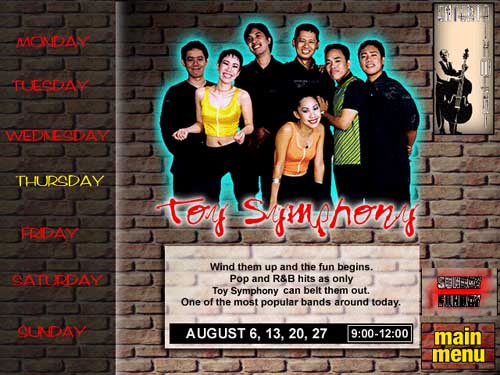 MONDAY
TUESDAY
WEDNESDAY
THURSDAY
FRIDAY
SATURDAY
SUNDAY
Toy Symphony
Wind them up and the fun begins.
Pop and R&B hits as only
Toy Symphony can belt them out.
One of the most popular bands around today.
AUGUST 6, 13, 20, 27 9:00-12:00
SUNDAY
main
menu